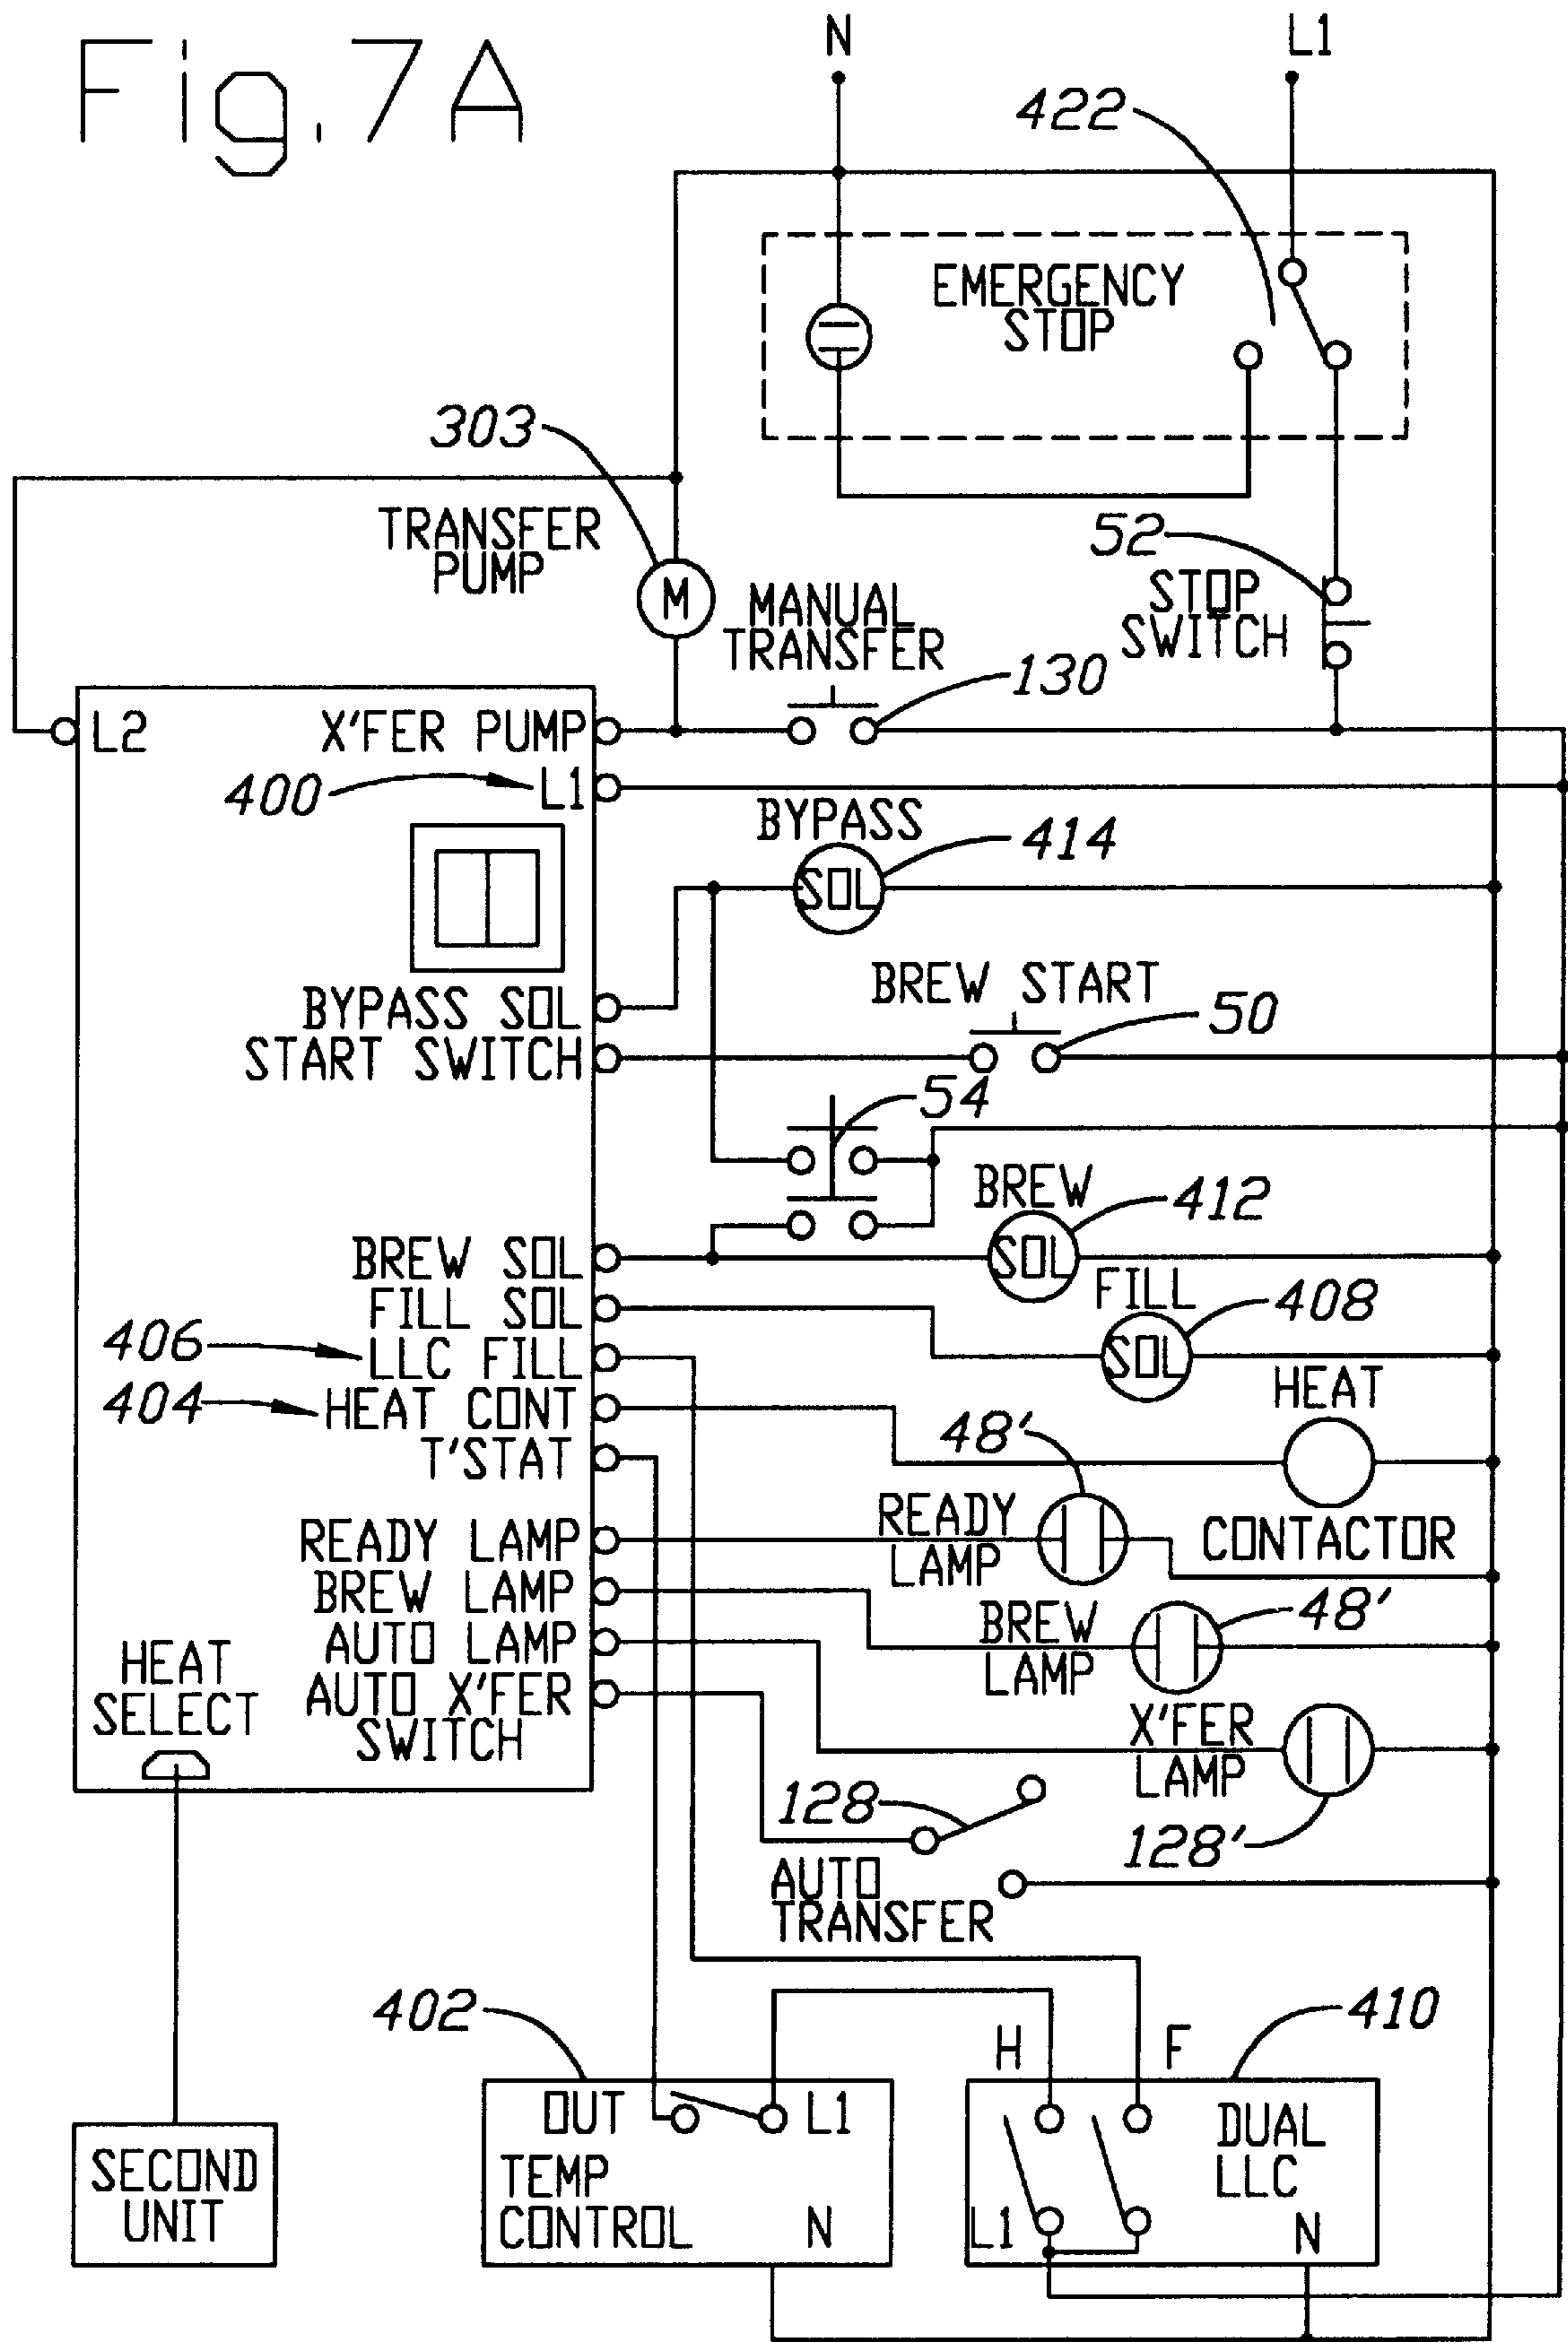 Fig.7A
N
L1
422
EMERGENCY
STOP
303
TRANSFER
PUMP
52
STOP
SWITCH
M
MANUAL
TRANSFER
130
L2
X'FER PUMP
400
L1
BYPASS
414
SOL
BREW START
BYPASS SOL
50
START SWITCH
54
BREW
412
BREW SOL
SOL
FILL
FILL SOL
408
406
LLC FILL
SOL
HEAT
404
HEAT CONT
48'
T'STAT
READY
LAMP
READY LAMP
CONTACTOR
BREW LAMP
BREW
LAMP
48'
AUTO LAMP
HEAT
SELECT
AUTO X'FER
SWITCH
X'FER
LAMP
128
128'
AUTO
TRANSFER
402
410
H
F
OUT
L1
DUAL
LLC
TEMP
CONTROL
N
L1
N
SECOND
UNIT